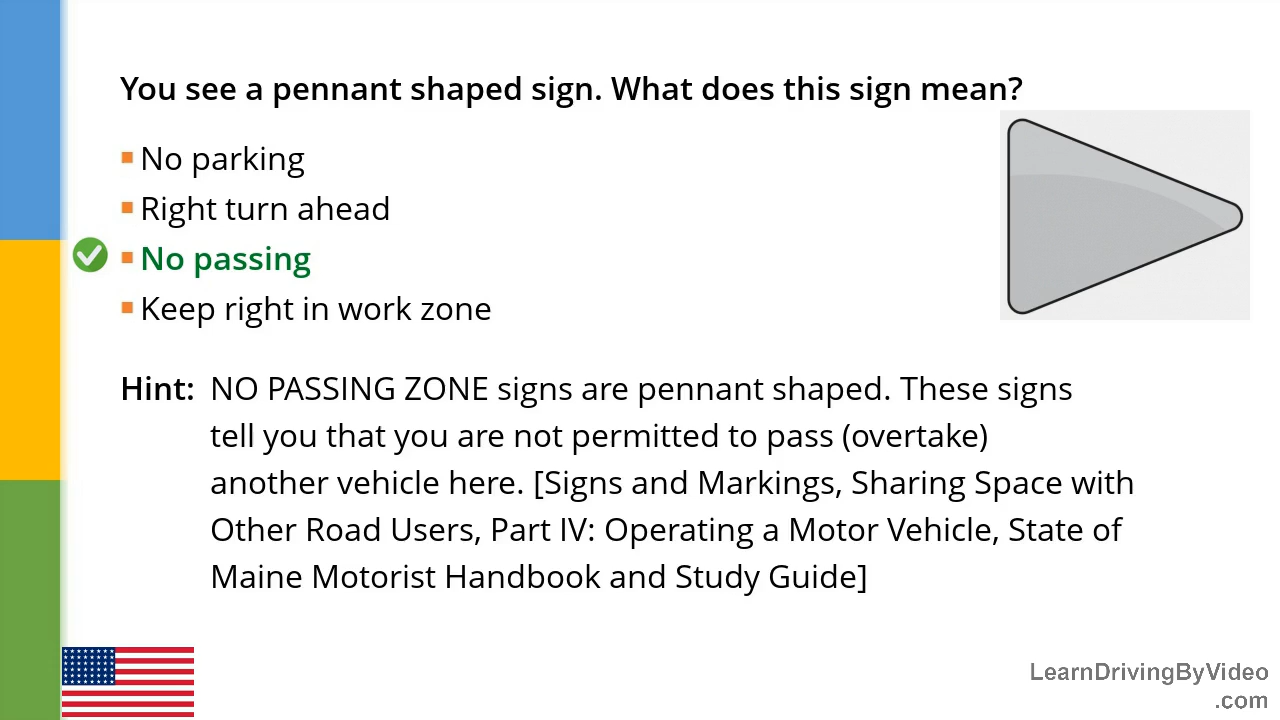 You see a pennant shaped sign. What does this sign mean?
No parking
Right turn ahead
No passing
Keep right in work zone
Hint: NO PASSING ZONE signs are pennant shaped. These signs
tell you that you are not permitted to pass (overtake)
another vehicle here. [Signs and Markings, Sharing Space with
Other Road Users, Part IV: Operating a Motor Vehicle, State of
Maine Motorist Handbook and Study Guide]
LearnDrivingByVideo
.com